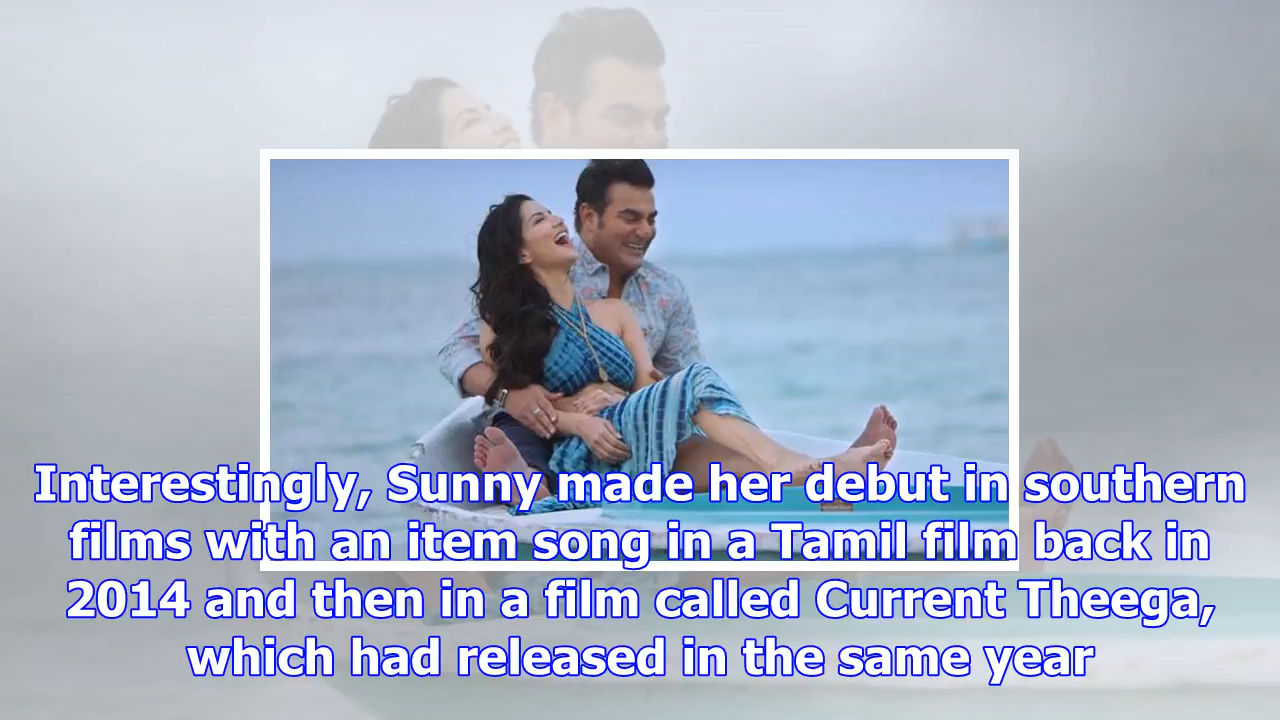 Interestingly, Sunny made her debut in southern
films with an item song in a Tamil film back in
2014 and then in a film called Current Theega,
which had released in the same year